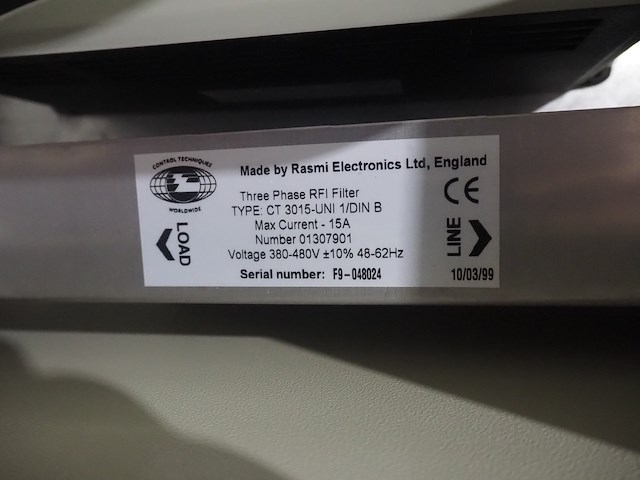 CONTROL TECHNIQUES
WORLDWIDE
Made by Rasmi Electronics Ltd, England
Three Phase RFI Filter
TYPE: CT 3015-UNI 1/DIN B
Max Current - 15A
Number 01307901
Voltage 380-480V ±10% 48-62Hz
Serial number: F9-048024
LOAD
CE
LINE
10/03/99